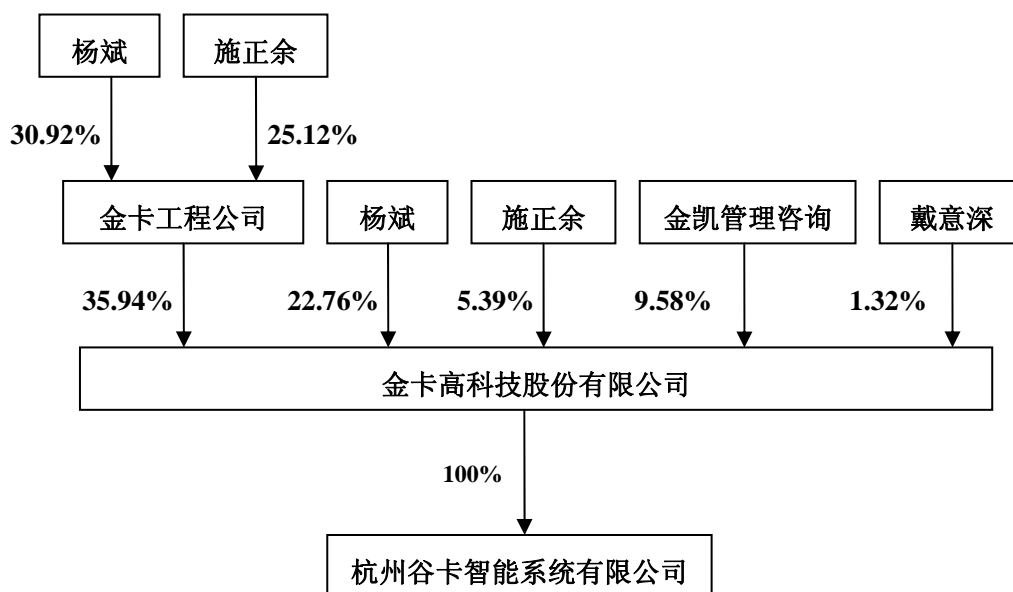 杨斌
施正余
30.92%
25.12%
金卡工程公司
杨斌
施正余
金凯管理咨询
戴意深
35.94%
22.76%
5.39%
9.58%
1.32%
金卡高科技股份有限公司
100%
杭州谷卡智能系统有限公司